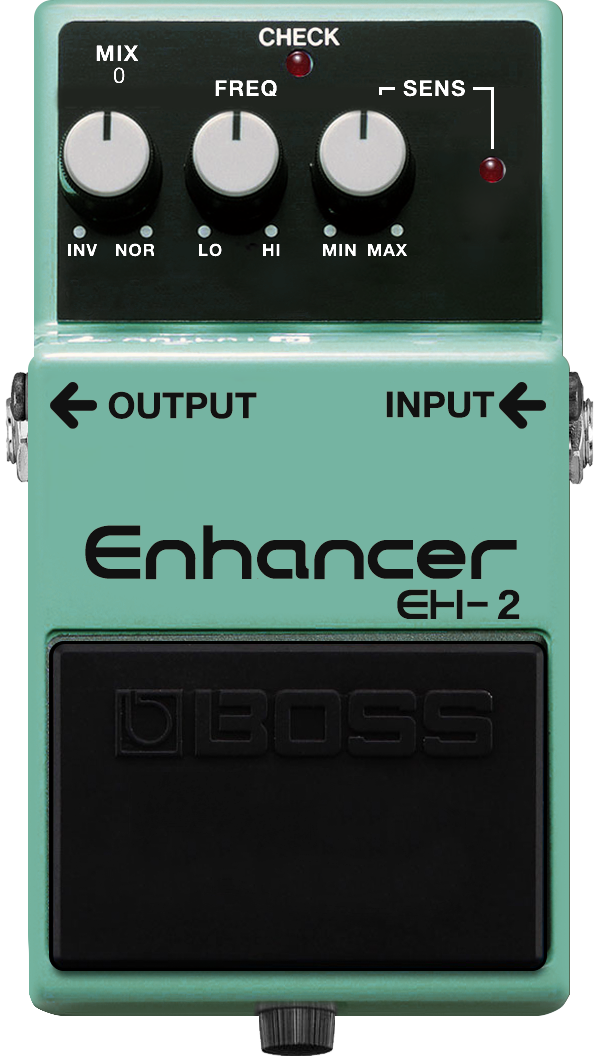 CHECK
MIX
0
FREQ
SENS
INV NOR
LO HI
MIN MAX
OUTPUT
INPUT
Enhancer
EH-2
BOSS